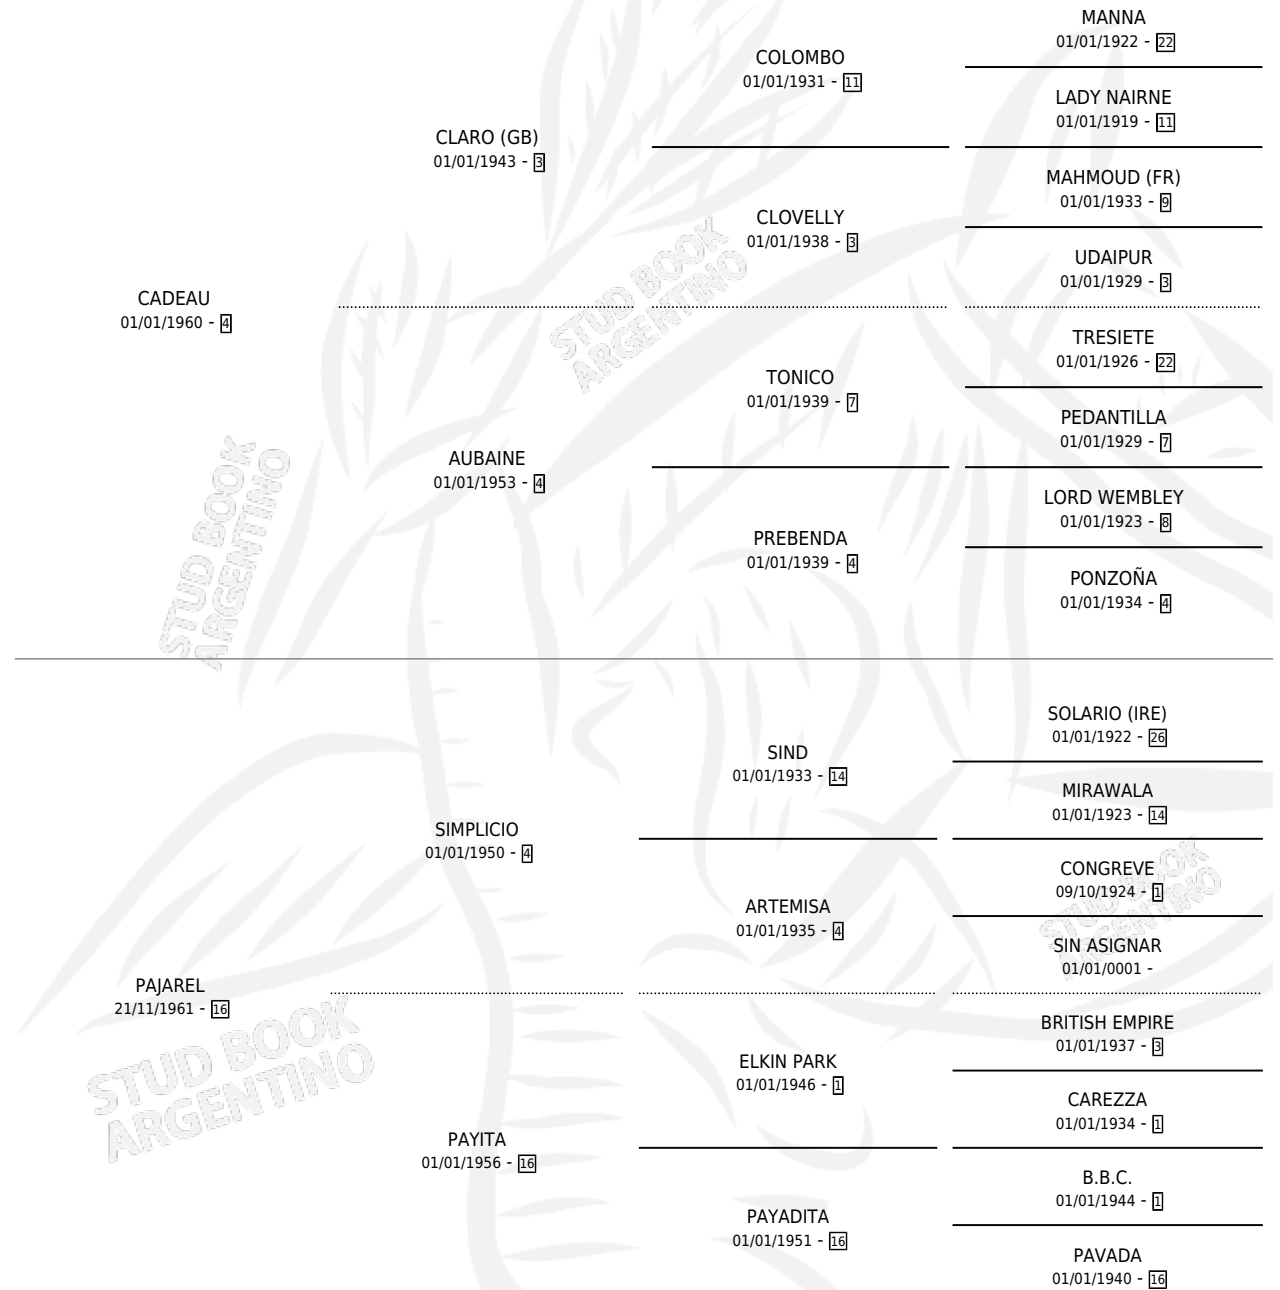 MANNA
01/01/1922 - 22
COLOMBO
01/01/1931 - 11
LADY NAIRNE
01/01/1919 - 11
CLARO (GB)
01/01/1943 - 3
MAHMOUD (FR)
01/01/1933 - 9
CLOVELLY
01/01/1938 - 3
UDAIPUR
01/01/1929 - 3
CADEAU
01/01/1960 - 4
TRESIETE
01/01/1926 - 22
TONICO
01/01/1939 - 7
PEDANTILLA
01/01/1929 - 7
AUBAINE
01/01/1953 - 4
LORD WEMBLEY
01/01/1923 - 8
PREBENDA
01/01/1939 - 4
PONZOÑA
01/01/1934 - 4
STUD BOOK
ARGENTINO
STUD BOOK
ARGENTINO
SOLARIO (IRE)
01/01/1922 - 26
SIND
01/01/1933 - 14
MIRAWALA
01/01/1923 - 14
SIMPLICIO
01/01/1950 - 4
CONGREVE
09/10/1924 - 1
ARTEMISA
01/01/1935 - 4
SIN ASIGNAR
01/01/0001 -
PAJAREL
21/11/1961 - 16
BRITISH EMPIRE
01/01/1937 - 3
ELKIN PARK
01/01/1946 - 1
CAREZZA
01/01/1934 - 1
PAYITA
01/01/1956 - 16
B.B.C.
01/01/1944 - 1
PAYADITA
01/01/1951 - 16
PAVADA
01/01/1940 - 16
STUD BOOK
ARGENTINO
STUD BOOK
ARGENTINO